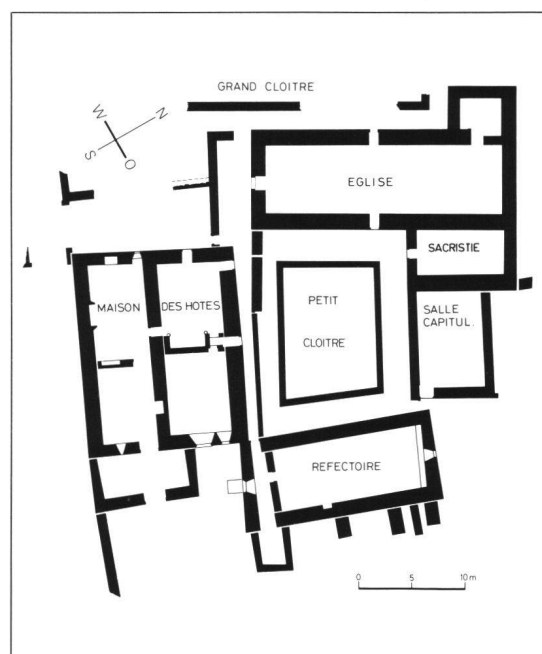 GRAND CLOITRE
W
N
S
O
EGLISE
SACRISTIE
MAISON
DES HOTES
PETIT
CLOITRE
SALLE
CAPITUL.
REFECTOIRE
0 5 10 m